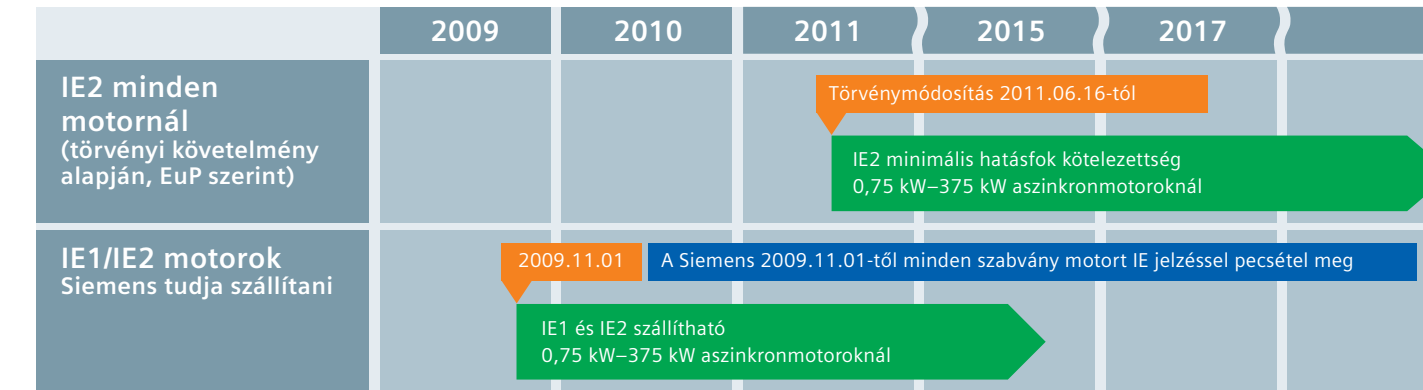 2009 2010 2011 2015 2017
IE2 minden
motornál
(törvényi követelmény
alapján, EuP szerint)
Törvénymódosítás 2011.06.16-tól
IE2 minimális hatásfok kötelezettség
0,75 kW–375 kW aszinkronmotoroknál
IE1/IE2 motorok
Siemens tudja szállítani
2009.11.01
A Siemens 2009.11.01-től minden szabvány motort IE jelzéssel pecsétel meg
IE1 és IE2 szállítható
0,75 kW–375 kW aszinkronmotoroknál